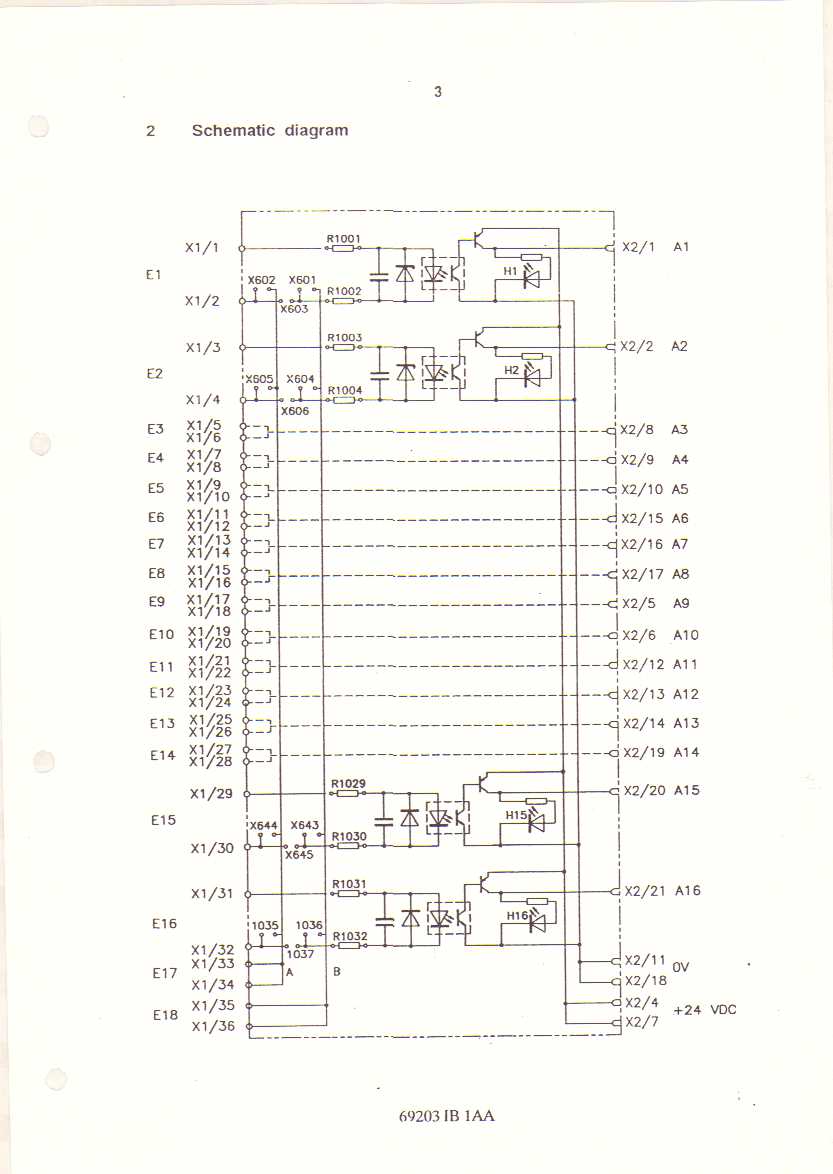 3
2 Schematic diagram
R1001
X1/1 X2/1 A1
H1
E1
X602 X601
R1002
X1/2
X603
R1003
X1/3 X2/2 A2
H2
E2
X605 X604
R1004
X1/4
X606
E3 X1/5 X2/8 A3
X1/6
E4 X1/7 X2/9 A4
X1/8
E5 X1/9 X2/10 A5
X1/10
E6 X1/11 X2/15 A6
X1/12
E7 X1/13 X2/16 A7
X1/14
E8 X1/15 X2/17 A8
X1/16
E9 X1/17 X2/5 A9
X1/18
E10 X1/19 X2/6 A10
X1/20
E11 X1/21 X2/12 A11
X1/22
E12 X1/23 X2/13 A12
X1/24
E13 X1/25 X2/14 A13
X1/26
E14 X1/27 X2/19 A14
X1/28
R1029
X1/29 X2/20 A15
H15
E15
X644 X643
R1030
X1/30
X645
R1031
X1/31 X2/21 A16
H16
E16
1035 1036
R1032
X1/32
1037
X1/33 X2/11
0V
E17 A B
X1/34 X2/18
X1/35 X2/4
E18 +24 VDC
X1/36 X2/7
69203 IB 1AA